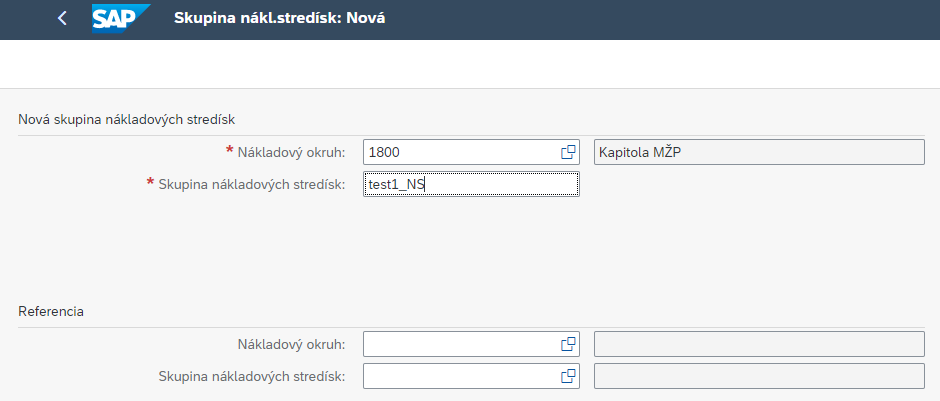 SAP Skupina nákl.stredísk: Nová
Nová skupina nákladových stredísk
* Nákladový okruh: 1800 Kapitola MŽP
* Skupina nákladových stredísk: test1_NS
Referencia
Nákladový okruh:
Skupina nákladových stredísk: